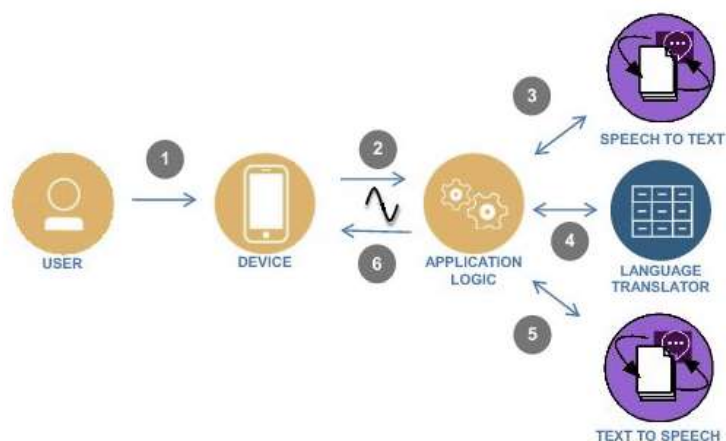 3
SPEECH TO TEXT
1
2
USER
DEVICE
6
APPLICATION
LOGIC
4
LANGUAGE
TRANSLATOR
5
TEXT TO SPEECH